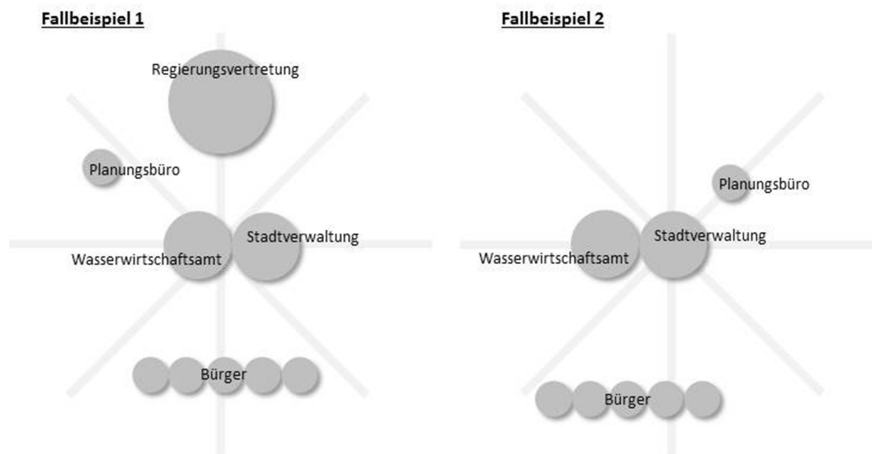 Fallbeispiel 1
Regierungsvertretung
Planungsbüro
Stadtverwaltung
Wasserwirtschaftsamt
Bürger
Fallbeispiel 2
Planungsbüro
Stadtverwaltung
Wasserwirtschaftsamt
Bürger